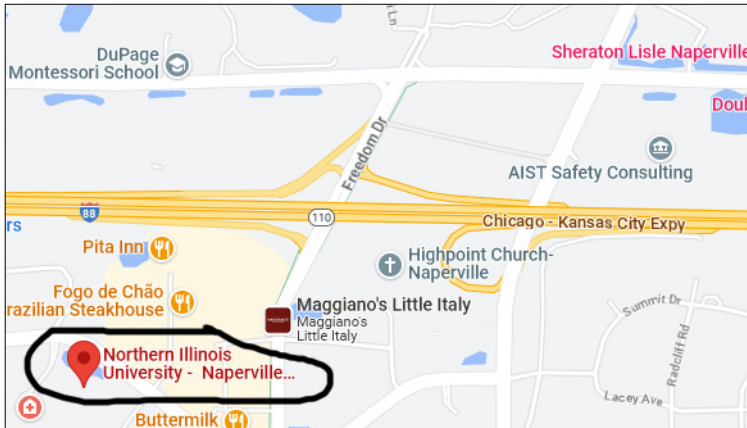 DuPage
Montessori School
Sheraton Lisle Naperville
Freedom Dr
AIST Safety Consulting
88
110
Chicago - Kansas City Expy
rs
Pita Inn
Highpoint Church-
Naperville
Fogo de Chão
razilian Steakhouse
Maggiano's Little Italy
Maggiano's
Little Italy
Summit Dr
Radcliff Rd
Northern Illinois
University - Naperville...
Lacey Ave
Buttermilk